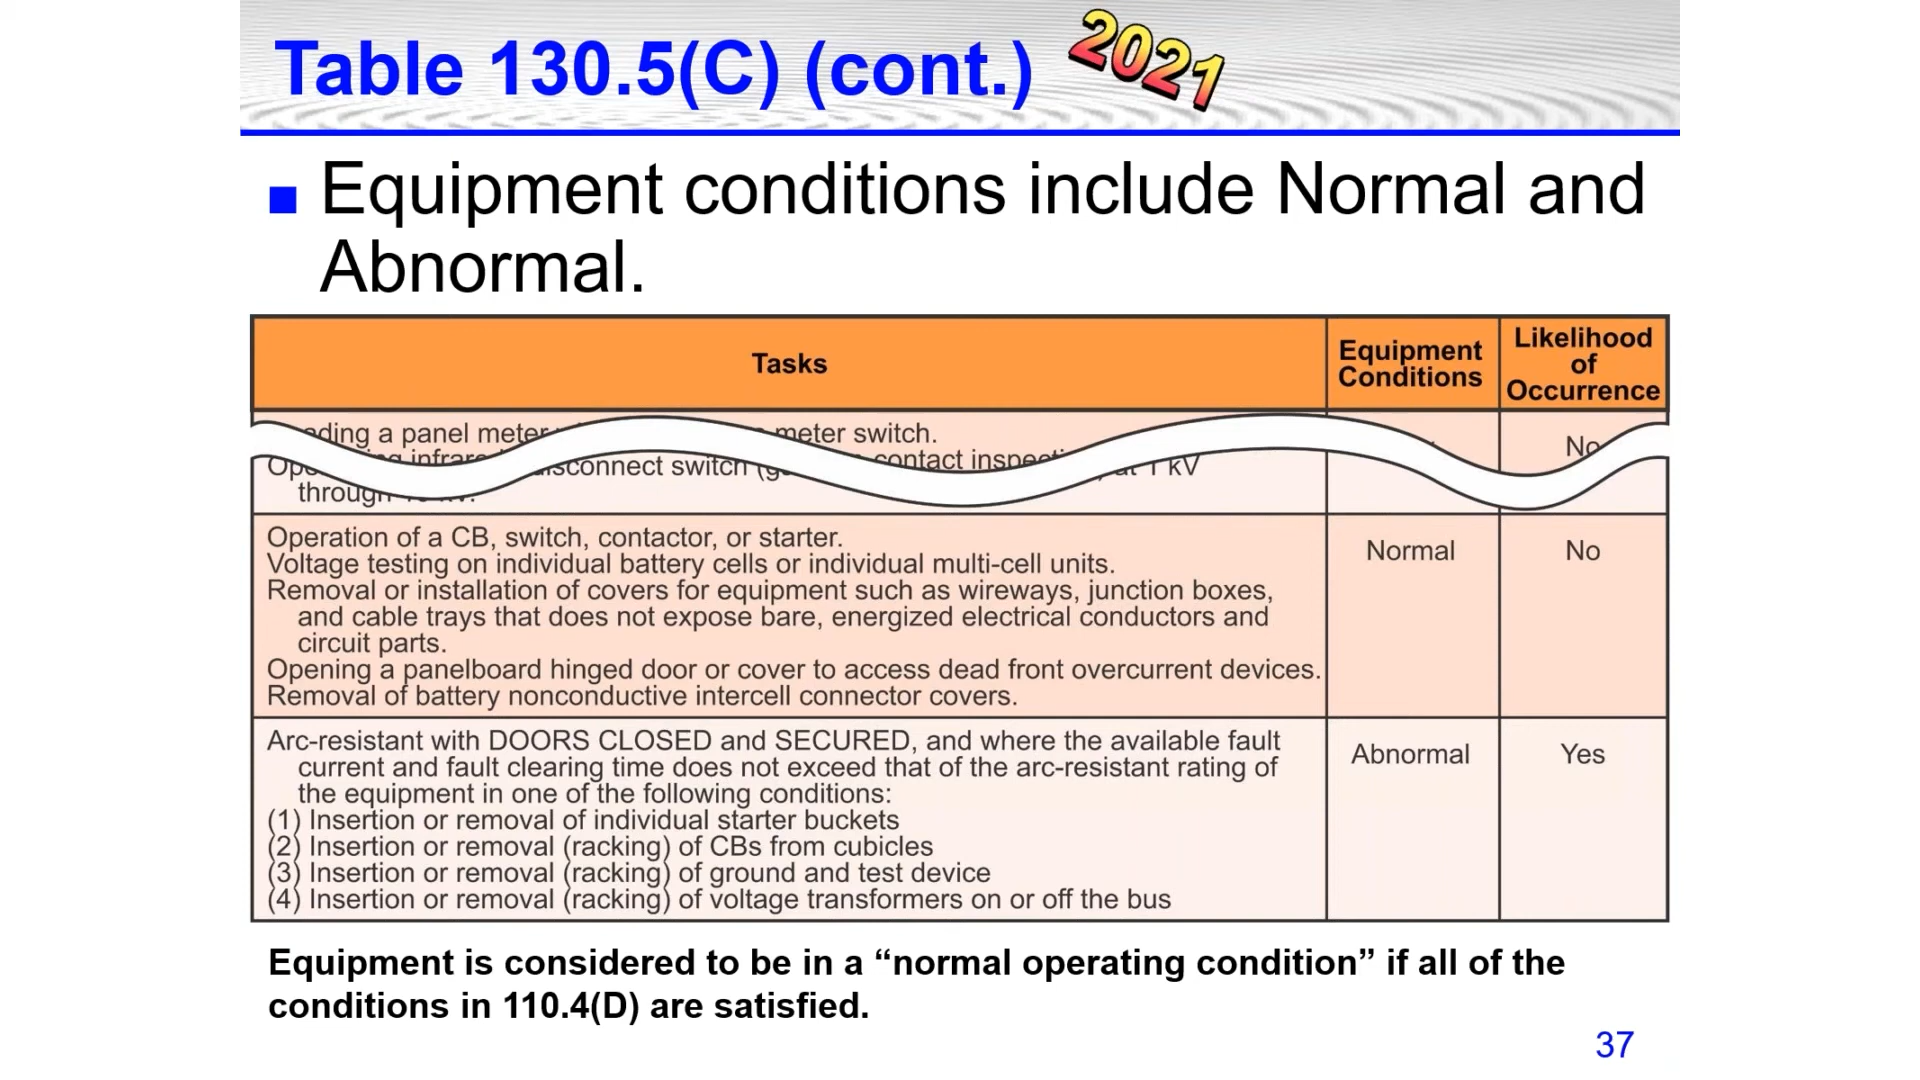 Table 130.5(C) (cont.) 2021
■ Equipment conditions include Normal and
Abnormal.
Tasks
Equipment
Conditions
Likelihood
of
Occurrence
a panel meter meter switch.
No
disconnect switch contact kV
through
Operation of a CB, switch, contactor, or starter.
Voltage testing on individual battery cells or individual multi-cell units.
Removal or installation of covers for equipment such as wireways, junction boxes,
and cable trays that does not expose bare, energized electrical conductors and
circuit parts.
Opening a panelboard hinged door or cover to access dead front overcurrent devices.
Removal of battery nonconductive intercell connector covers.
Normal
No
Arc-resistant with DOORS CLOSED and SECURED, and where the available fault
current and fault clearing time does not exceed that of the arc-resistant rating of
the equipment in one of the following conditions:
(1) Insertion or removal of individual starter buckets
(2) Insertion or removal (racking) of CBs from cubicles
(3) Insertion or removal (racking) of ground and test device
(4) Insertion or removal (racking) of voltage transformers on or off the bus
Abnormal
Yes
Equipment is considered to be in a “normal operating condition” if all of the
conditions in 110.4(D) are satisfied.
37